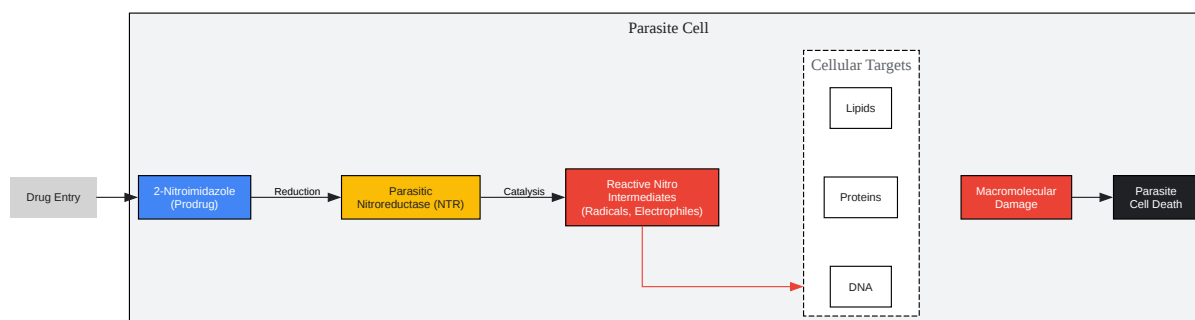 Parasite Cell
Cellular Targets
Lipids
Drug Entry
2-Nitroimidazole
(Prodrug)
Reduction
Parasitic
Nitroreductase (NTR)
Catalysis
Reactive Nitro
Intermediates
(Radicals, Electrophiles)
Proteins
Macromolecular
Damage
Parasite
Cell Death
DNA